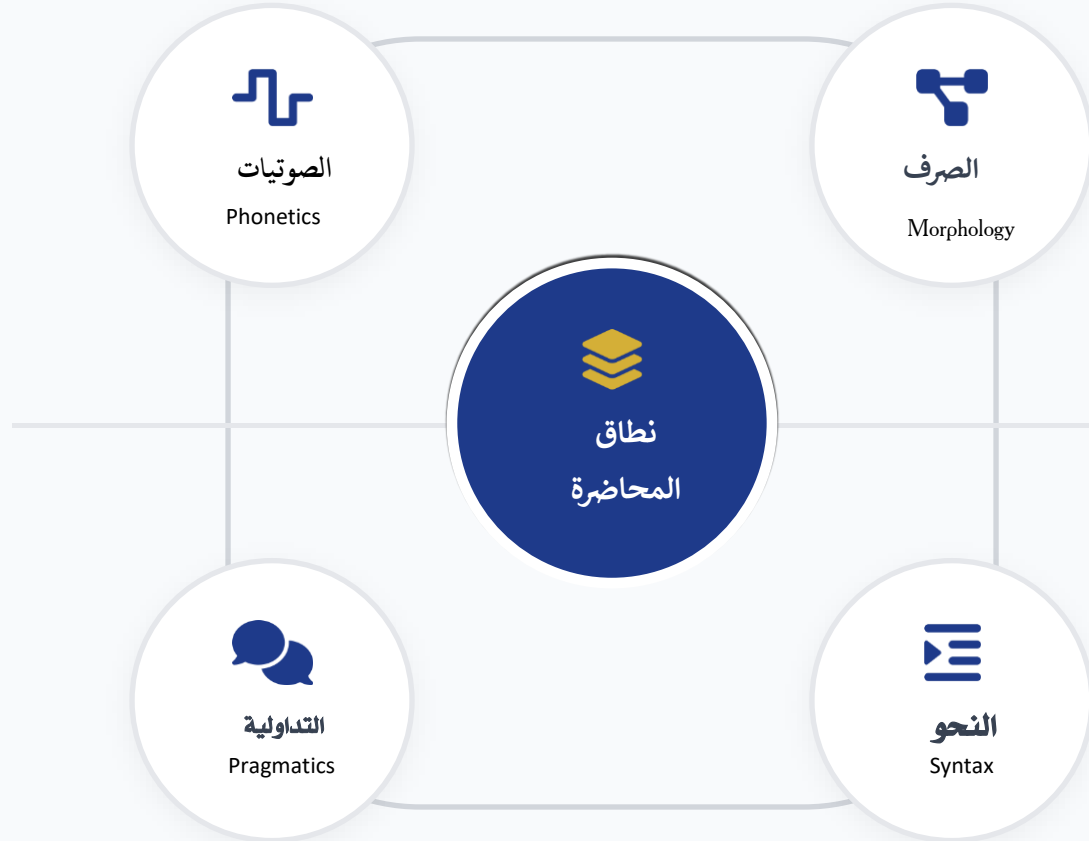 الصرف
Morphology
الصوتيات
Phonetics
نطاق
المحاضرة
النحو
Syntax
التداولية
Pragmatics